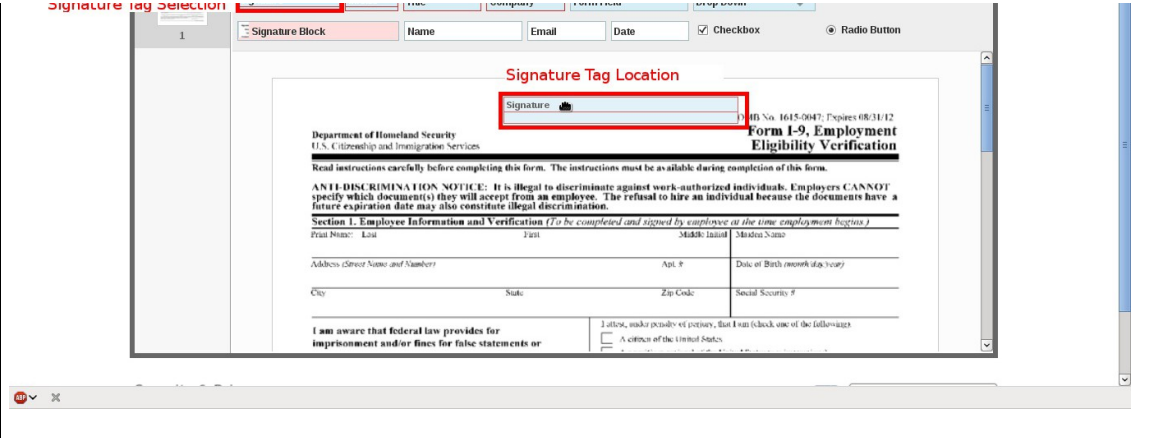 Signature Tag Selection
Title Company Form Field Drop Down
1
Signature Block Name Email Date Checkbox Radio Button
Signature Tag Location
Signature
OMB No. 1615-0047; Expires 08/31/12
Department of Homeland Security
U.S. Citizenship and Immigration Services
Form I-9, Employment
Eligibility Verification
Read instructions carefully before completing this form. The instructions must be available during completion of this form.
ANTI-DISCRIMINATION NOTICE: It is illegal to discriminate against work-authorized individuals. Employers CANNOT
specify which document(s) they will accept from an employee. The refusal to hire an individual because the documents have a
future expiration date may also constitute illegal discrimination.
Section 1. Employee Information and Verification (To be completed and signed by employee at the time employment begins.)
Print Name: Last First Middle Initial Maiden Name
Address (Street Name and Number) Apt. # Date of Birth (month/day/year)
City State Zip Code Social Security #
I am aware that federal law provides for
imprisonment and/or fines for false statements or
I attest, under penalty of perjury, that I am (check one of the following):
A citizen of the United States
ABP